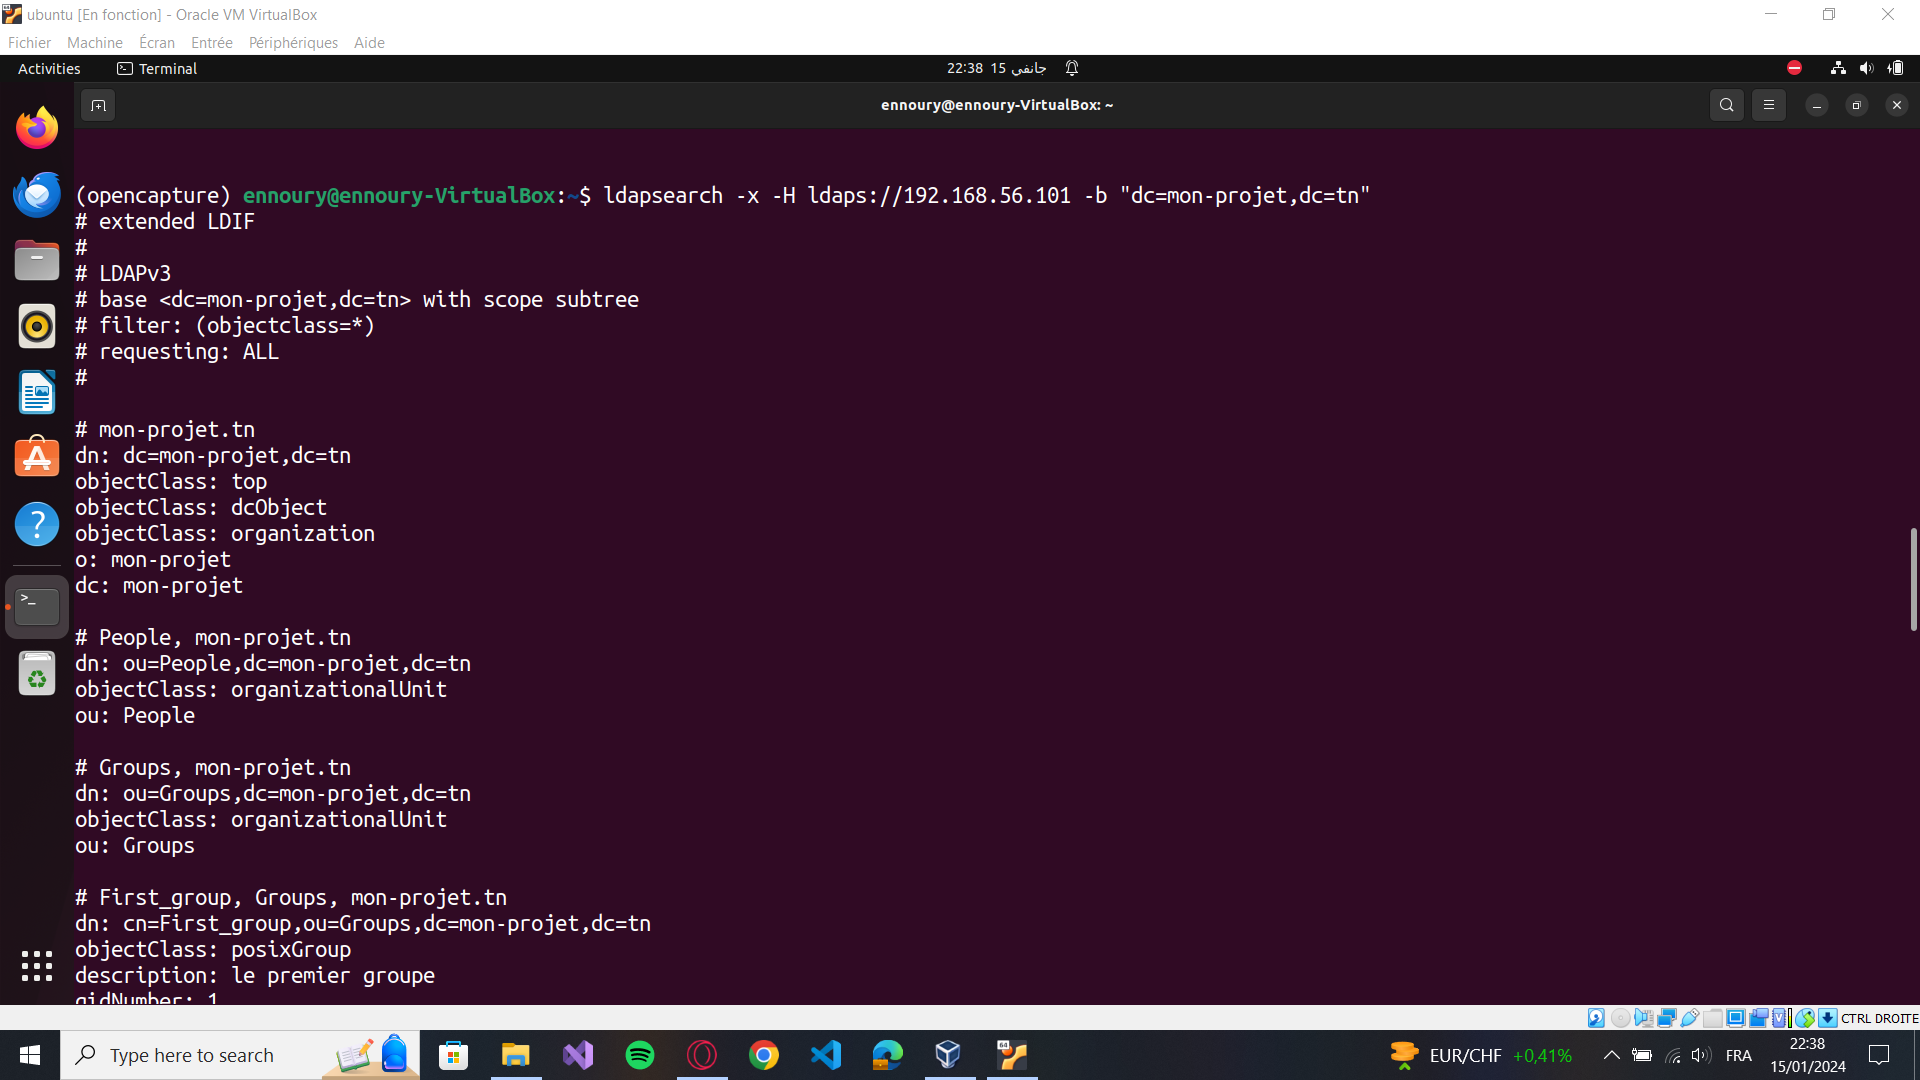 ubuntu [En fonction] - Oracle VM VirtualBox
Fichier Machine Écran Entrée Périphériques Aide
Activities Terminal 22:38 15 جانفي
ennoury@ennoury-VirtualBox: ~
(opencapture) ennoury@ennoury-VirtualBox:~$ ldapsearch -x -H ldaps://192.168.56.101 -b "dc=mon-projet,dc=tn"
# extended LDIF
#
# LDAPv3
# base <dc=mon-projet,dc=tn> with scope subtree
# filter: (objectclass=*)
# requesting: ALL
#
# mon-projet.tn
dn: dc=mon-projet,dc=tn
objectClass: top
objectClass: dcObject
objectClass: organization
o: mon-projet
dc: mon-projet
# People, mon-projet.tn
dn: ou=People,dc=mon-projet,dc=tn
objectClass: organizationalUnit
ou: People
# Groups, mon-projet.tn
dn: ou=Groups,dc=mon-projet,dc=tn
objectClass: organizationalUnit
ou: Groups
# First_group, Groups, mon-projet.tn
dn: cn=First_group,ou=Groups,dc=mon-projet,dc=tn
objectClass: posixGroup
description: le premier groupe
gidNumber: 1
CTRL DROITE
Type here to search
EUR/CHF +0,41%
FRA
22:38
15/01/2024